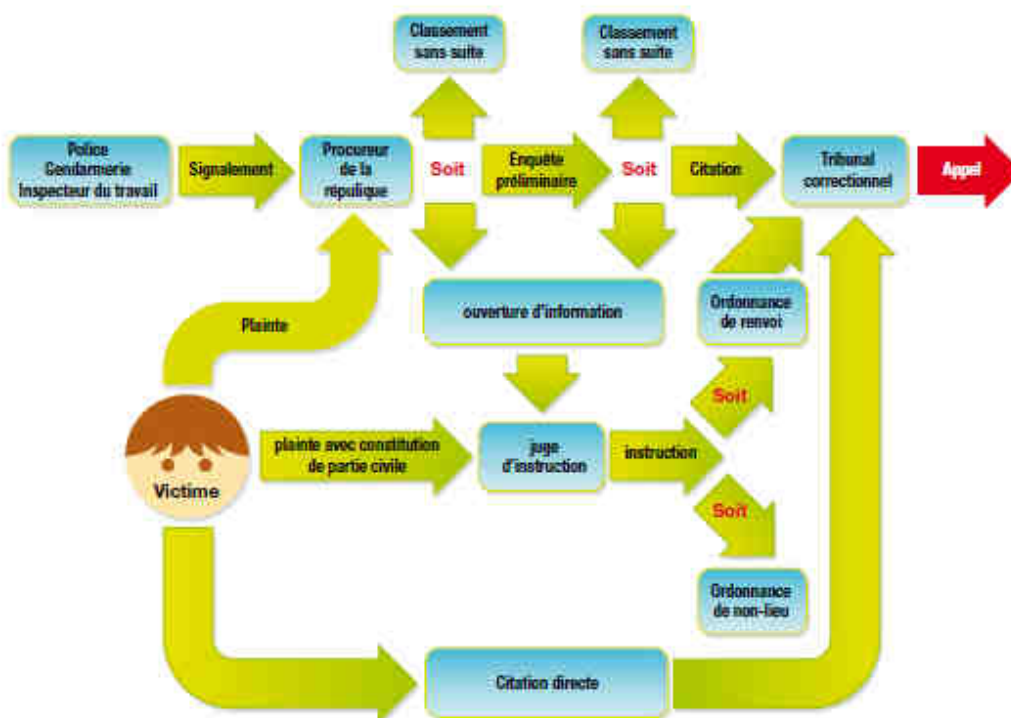 Classement
sans suite
Classement
sans suite
Police
Gendarmerie
Inspecteur du travail
Signalement
Procureur
de la
répulique
Soit
Enquête
préliminaire
Soit
Citation
Tribunal
correctionnel
Appel
Plainte
ouverture d'information
Ordonnance
de renvoi
Soit
Victime
plainte avec constitution
de partie civile
juge
d'instruction
instruction
Soit
Ordonnance
de non-lieu
Citation directe